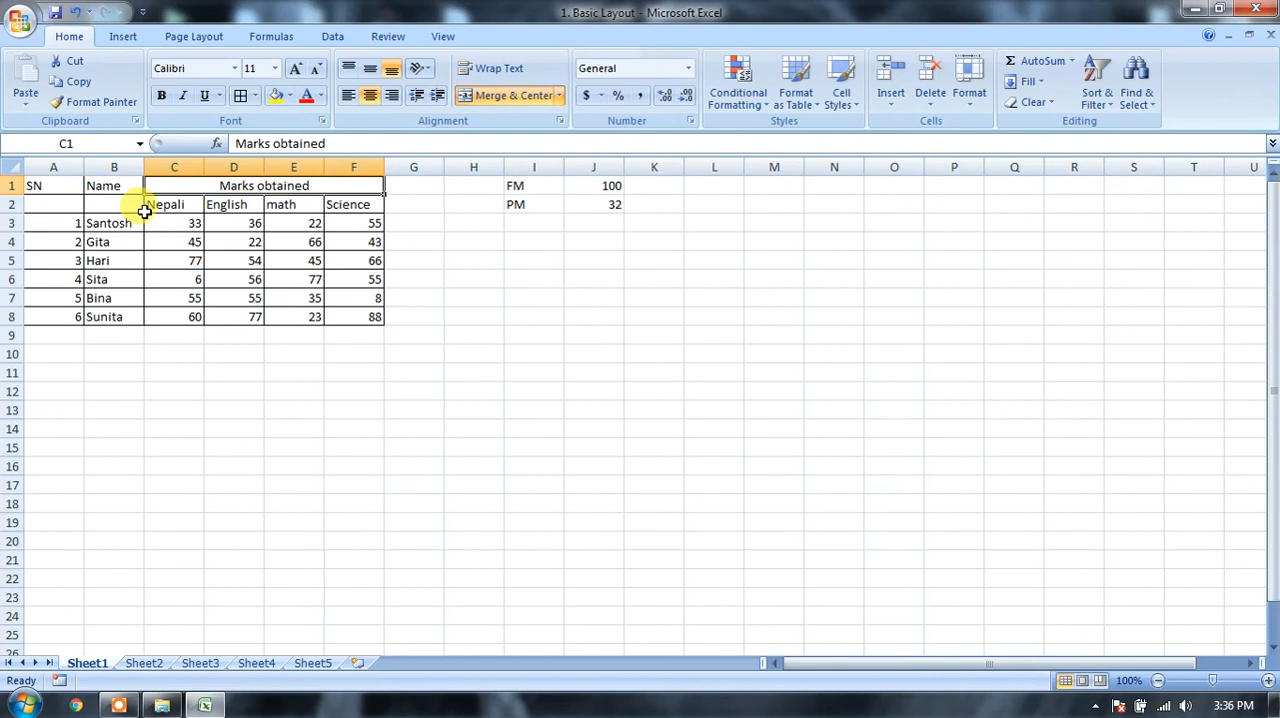 1. Basic Layout - Microsoft Excel
Home Insert Page Layout Formulas Data Review View
Paste
Cut
Copy
Format Painter
Clipboard
Calibri 11
B I U
Font
Wrap Text
Merge & Center
Alignment
General
$ % ,
Number
Conditional Formatting
Format as Table
Cell Styles
Styles
Insert Delete Format
Cells
Σ AutoSum
Fill
Clear
Sort & Filter
Find & Select
Editing
C1 fx Marks obtained
A B C D E F G H I J K L M N O P Q R S T U
1 SN Name Marks obtained FM 100
2 Nepali English math Science PM 32
3 1 Santosh 33 36 22 55
4 2 Gita 45 22 66 43
5 3 Hari 77 54 45 66
6 4 Sita 6 56 77 55
7 5 Bina 55 55 35 8
8 6 Sunita 60 77 23 88
9
10
11
12
13
14
15
16
17
18
19
20
21
22
23
24
25
26
Sheet1 Sheet2 Sheet3 Sheet4 Sheet5
Ready 100%
3:36 PM